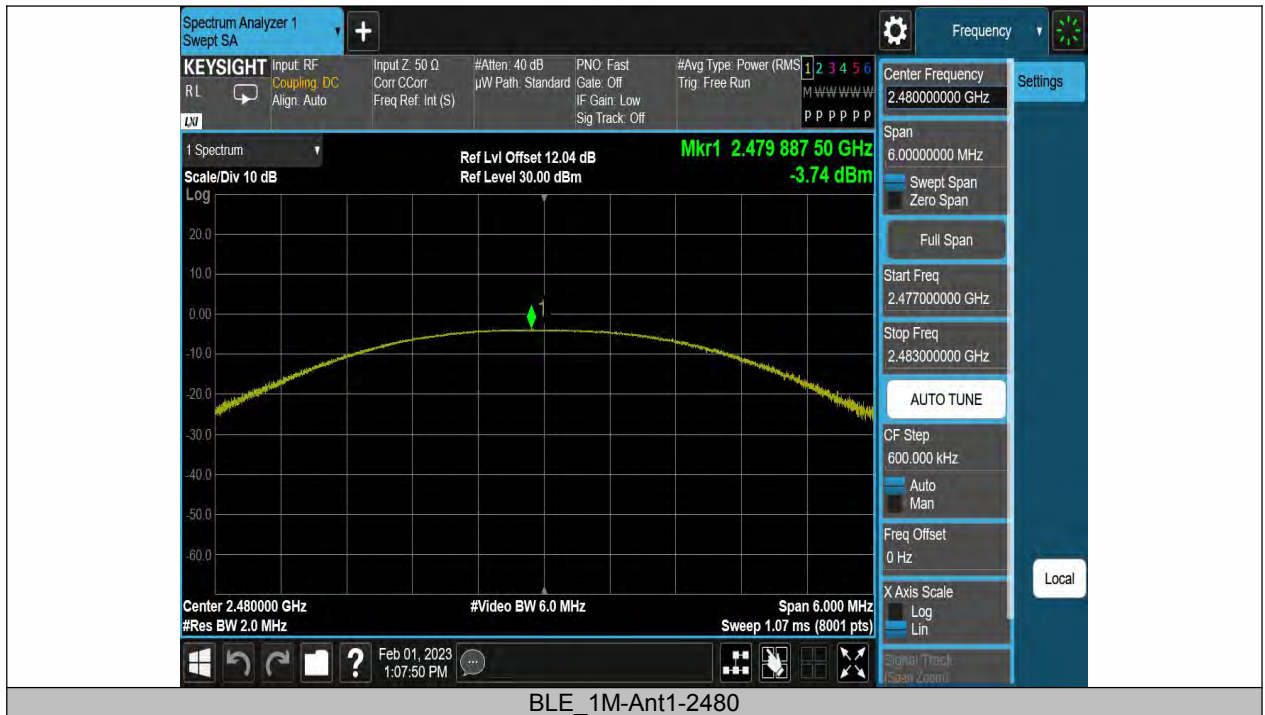 Spectrum Analyzer 1
Swept SA
+
Frequency
KEYSIGHT
RL
LXI
Input: RF
Coupling: DC
Align: Auto
Input Z: 50 Ω
Corr CCorr
Freq Ref: Int (S)
#Atten: 40 dB
µW Path: Standard
PNO: Fast
Gate: Off
IF Gain: Low
Sig Track: Off
#Avg Type: Power (RMS
Trig: Free Run
1 2 3 4 5 6
M W W W W W
P P P P P P
1 Spectrum
Scale/Div 10 dB
Log
Ref Lvl Offset 12.04 dB
Ref Level 30.00 dBm
Mkr1 2.479 887 50 GHz
-3.74 dBm
20.0
10.0
0.00
-10.0
-20.0
-30.0
-40.0
-50.0
-60.0
1
Center 2.480000 GHz
#Res BW 2.0 MHz
#Video BW 6.0 MHz
Span 6.000 MHz
Sweep 1.07 ms (8001 pts)
Center Frequency
2.480000000 GHz
Settings
Span
6.00000000 MHz
Swept Span
Zero Span
Full Span
Start Freq
2.477000000 GHz
Stop Freq
2.483000000 GHz
AUTO TUNE
CF Step
600.000 kHz
Auto
Man
Freq Offset
0 Hz
X Axis Scale
Log
Lin
Signal Track
(Span Zoom)
Local
?
Feb 01, 2023
1:07:50 PM
BLE_1M-Ant1-2480